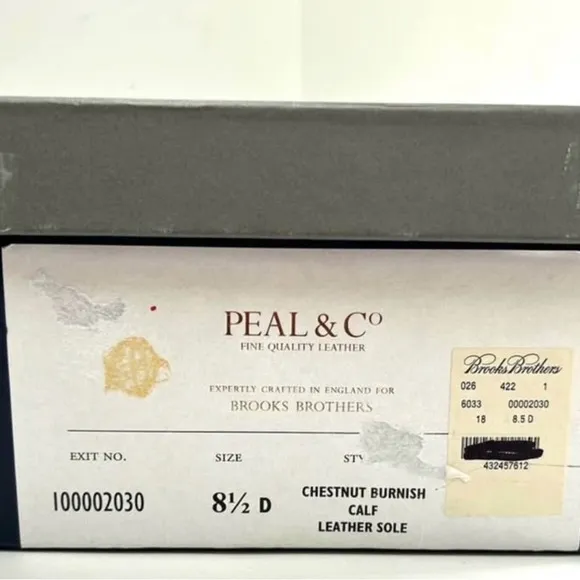 PEAL & Cº
FINE QUALITY LEATHER
EXPERTLY CRAFTED IN ENGLAND FOR
BROOKS BROTHERS
EXIT NO.
SIZE
100002030
8½ D
CHESTNUT BURNISH
CALF
LEATHER SOLE
Brooks Brothers
026 422 1
6033 00002030
18 8.5 D
432457612